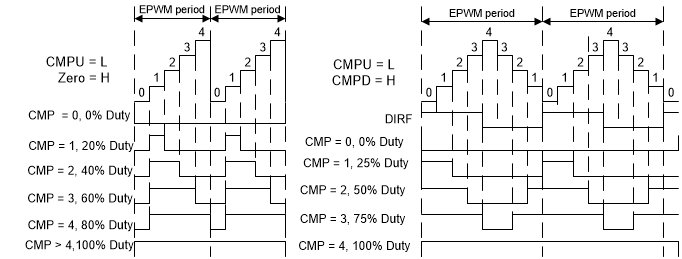 EPWM period EPWM period
4 4
3 3
2 2
1 1
0 0
CMPU = L
Zero = H
CMP = 0, 0% Duty
CMP = 1, 20% Duty
CMP = 2, 40% Duty
CMP = 3, 60% Duty
CMP = 4, 80% Duty
CMP > 4,100% Duty
EPWM period EPWM period
4 4
3 3 3 3
2 2 2 2
1 1 1 1
0 0 0
CMPU = L
CMPD = H
DIRF
CMP = 0, 0% Duty
CMP = 1, 25% Duty
CMP = 2, 50% Duty
CMP = 3, 75% Duty
CMP = 4, 100% Duty